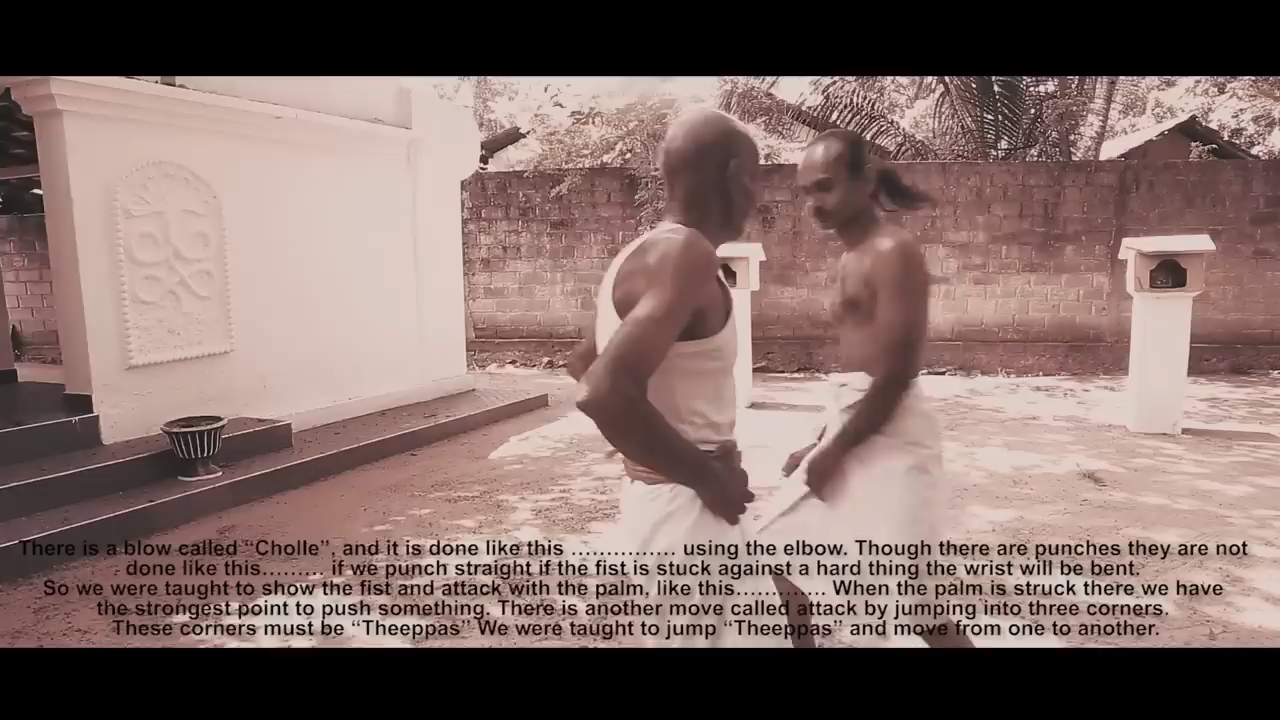 There is a blow called “Cholle”, and it is done like this ............... using the elbow. Though there are punches they are not
done like this......... if we punch straight if the fist is stuck against a hard thing the wrist will be bent.
So we were taught to show the fist and attack with the palm, like this............. When the palm is struck there we have
the strongest point to push something. There is another move called attack by jumping into three corners.
These corners must be “Theeppas” We were taught to jump “Theeppas” and move from one to another.